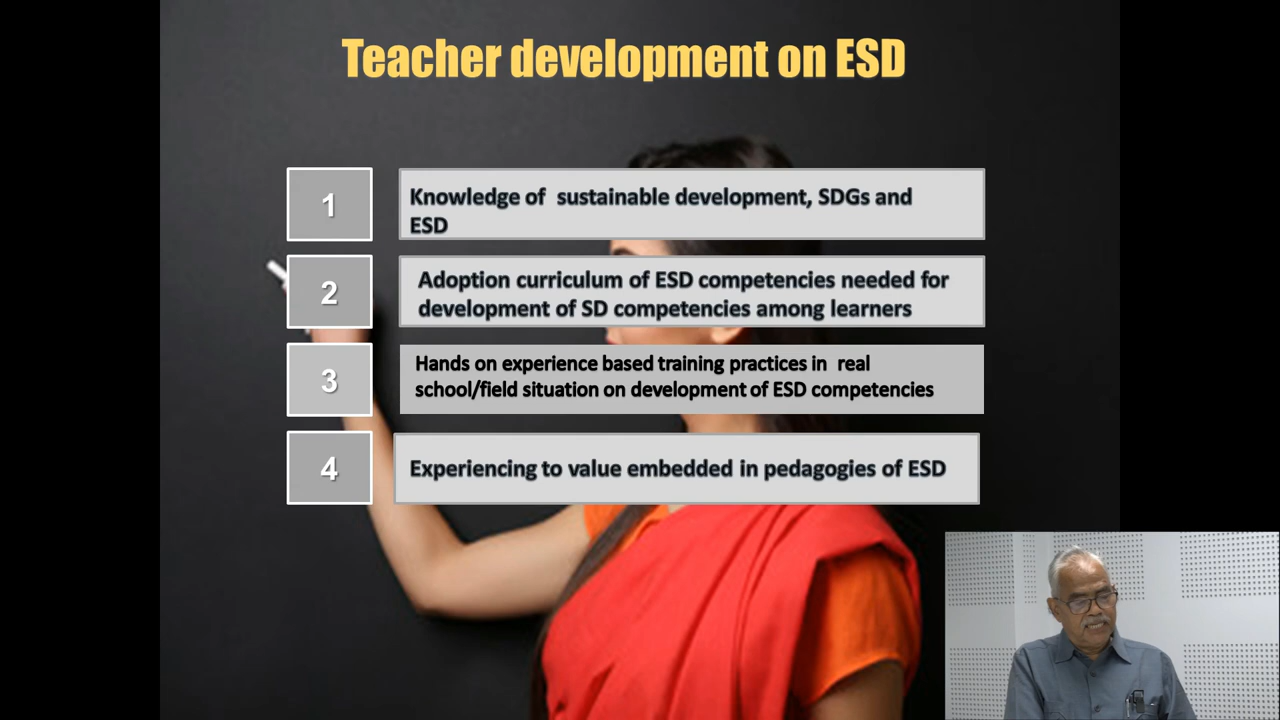 Teacher development on ESD
1
Knowledge of sustainable development, SDGs and
ESD
2
Adoption curriculum of ESD competencies needed for
development of SD competencies among learners
3
Hands on experience based training practices in real
school/field situation on development of ESD competencies
4
Experiencing to value embedded in pedagogies of ESD